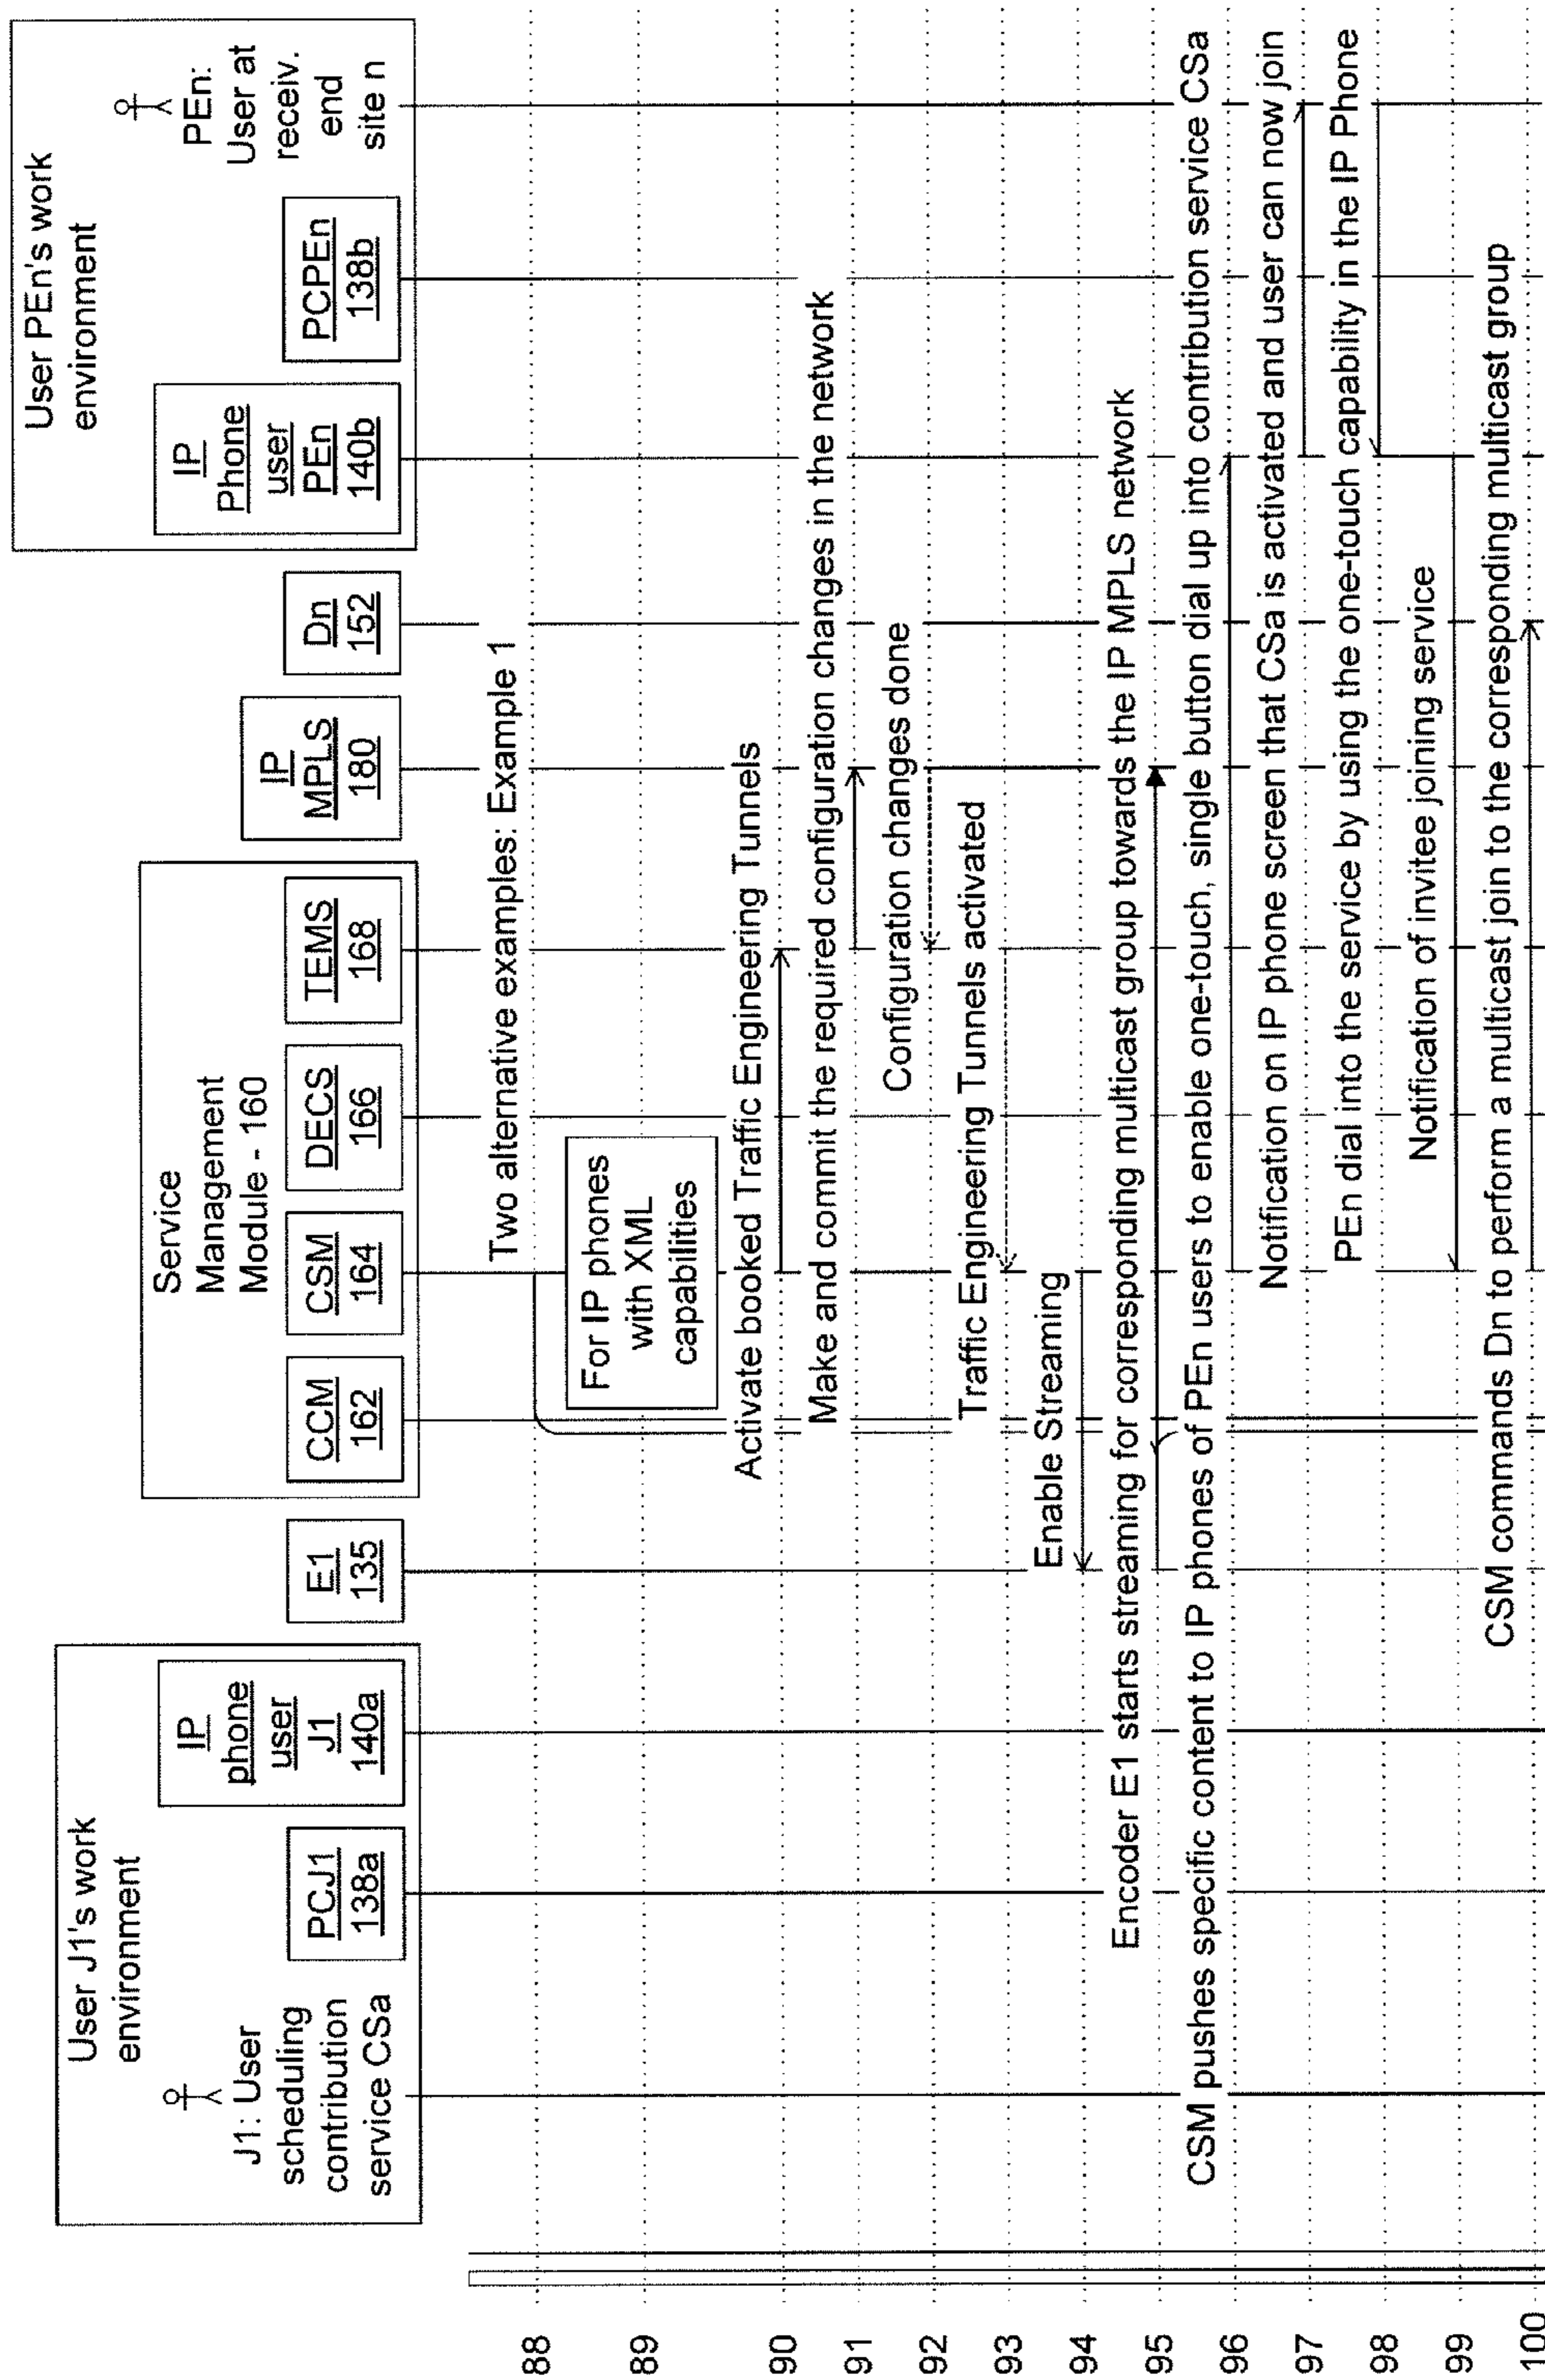 User J1's work
environment
J1: User
scheduling
contribution
service CSa
PCJ1
138a
IP
phone
user
J1
140a
E1
135
Service
Management
Module - 160
CCM
162
CSM
164
DECS
166
TEMS
168
IP
MPLS
180
Dn
152
User PEn's work
environment
IP
Phone
user
PEn
140b
PCPEn
138b
PEn:
User at
receiv.
end
site n
88
Two alternative examples: Example 1
89
For IP phones
with XML
capabilities
90
Activate booked Traffic Engineering Tunnels
91
Make and commit the required configuration changes in the network
92
Configuration changes done
93
Traffic Engineering Tunnels activated
94
Enable Streaming
95
Encoder E1 starts streaming for corresponding multicast group towards the IP MPLS network
96
CSM pushes specific content to IP phones of PEn users to enable one-touch, single button dial up into contribution service CSa
97
Notification on IP phone screen that CSa is activated and user can now join
98
PEn dial into the service by using the one-touch capability in the IP Phone
99
Notification of invitee joining service
100
CSM commands Dn to perform a multicast join to the corresponding multicast group